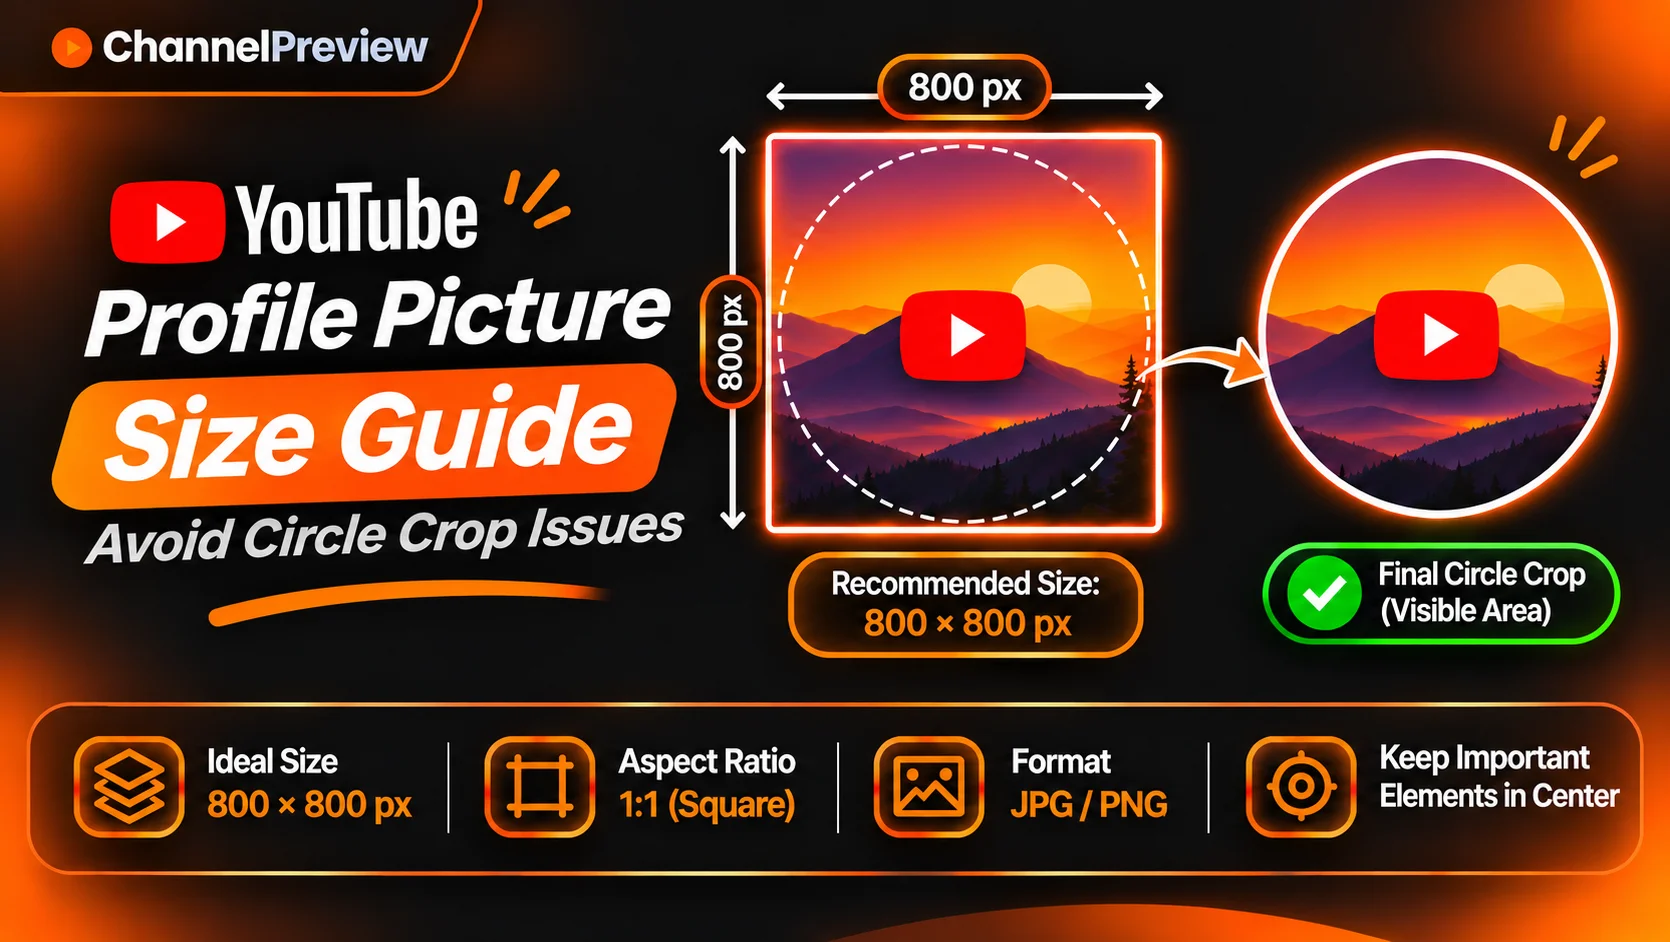 ChannelPreview
YouTube
Profile Picture
Size Guide
Avoid Circle Crop Issues
800 px
800 px
Recommended Size:
800 × 800 px
Final Circle Crop
(Visible Area)
Ideal Size
800 × 800 px
Aspect Ratio
1:1 (Square)
Format
JPG / PNG
Keep Important
Elements in Center